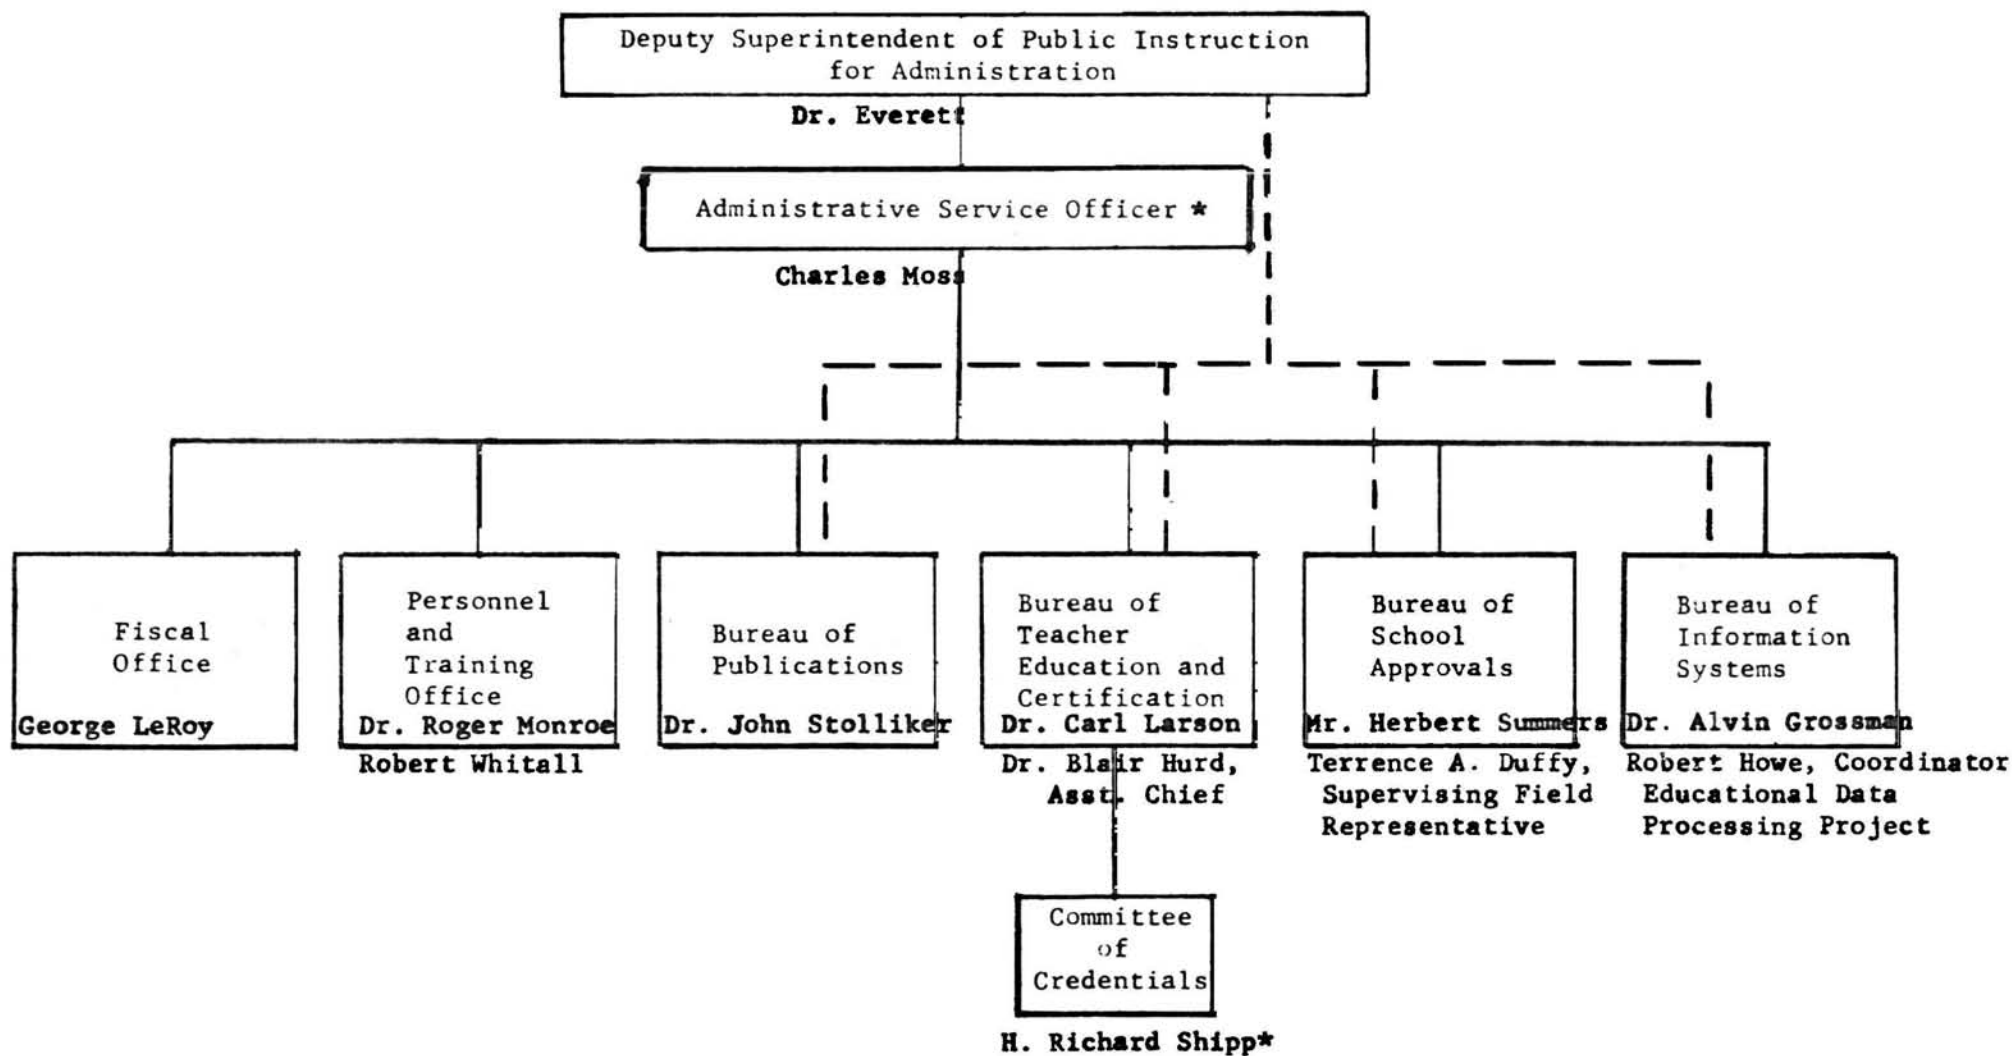 Deputy Superintendent of Public Instruction
for Administration
Dr. Everett
Administrative Service Officer *
Charles Moss
Fiscal
Office
George LeRoy
Personnel
and
Training
Office
Dr. Roger Monroe
Robert Whitall
Bureau of
Publications
Dr. John Stolliker
Bureau of
Teacher
Education and
Certification
Dr. Carl Larson
Dr. Blair Hurd,
Asst. Chief
Bureau of
School
Approvals
Mr. Herbert Summers
Terrence A. Duffy,
Supervising Field
Representative
Bureau of
Information
Systems
Dr. Alvin Grossman
Robert Howe, Coordinator
Educational Data
Processing Project
Committee
of
Credentials
H. Richard Shipp*